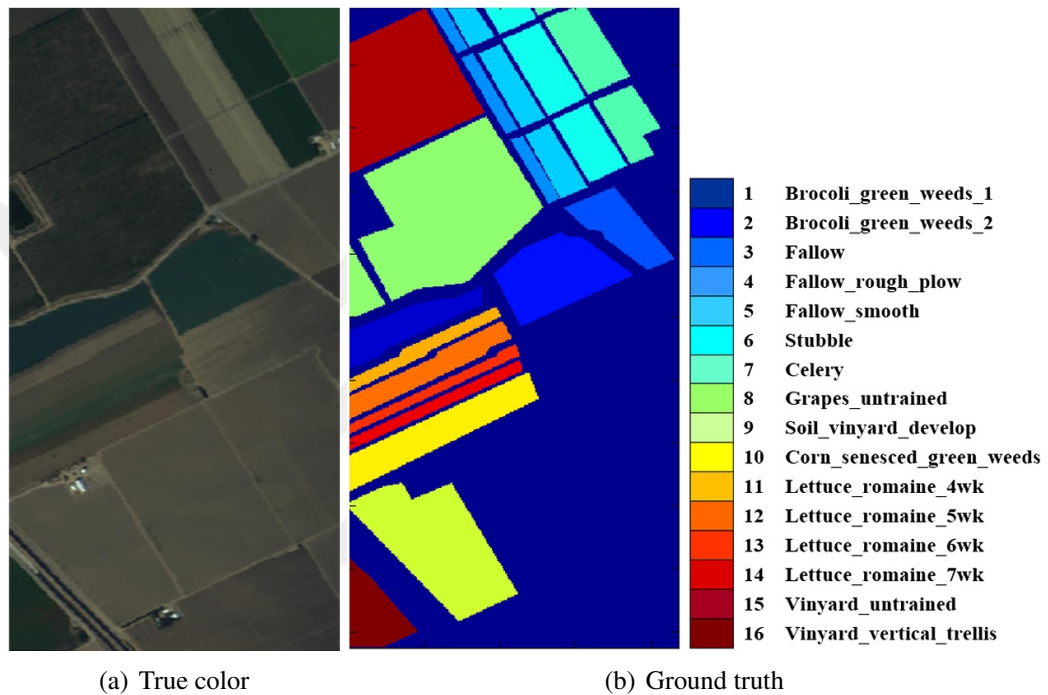 1 Brocoli_green_weeds_1
2 Brocoli_green_weeds_2
3 Fallow
4 Fallow_rough_plow
5 Fallow_smooth
6 Stubble
7 Celery
8 Grapes_untrained
9 Soil_vinyard_develop
10 Corn_senesced_green_weeds
11 Lettuce_romaine_4wk
12 Lettuce_romaine_5wk
13 Lettuce_romaine_6wk
14 Lettuce_romaine_7wk
15 Vinyard_untrained
16 Vinyard_vertical_trellis
(a) True color
(b) Ground truth